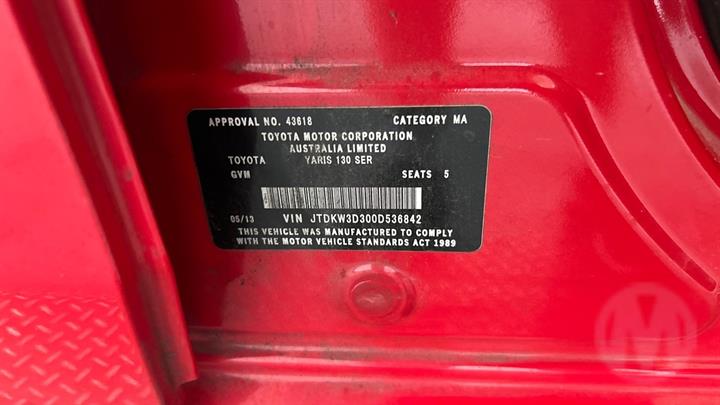 APPROVAL NO. 43618 CATEGORY MA
TOYOTA MOTOR CORPORATION
AUSTRALIA LIMITED
TOYOTA YARIS 130 SER
GVM SEATS 5
05/13 VIN JTDKW3D300D536842
THIS VEHICLE WAS MANUFACTURED TO COMPLY
WITH THE MOTOR VEHICLE STANDARDS ACT 1989
M